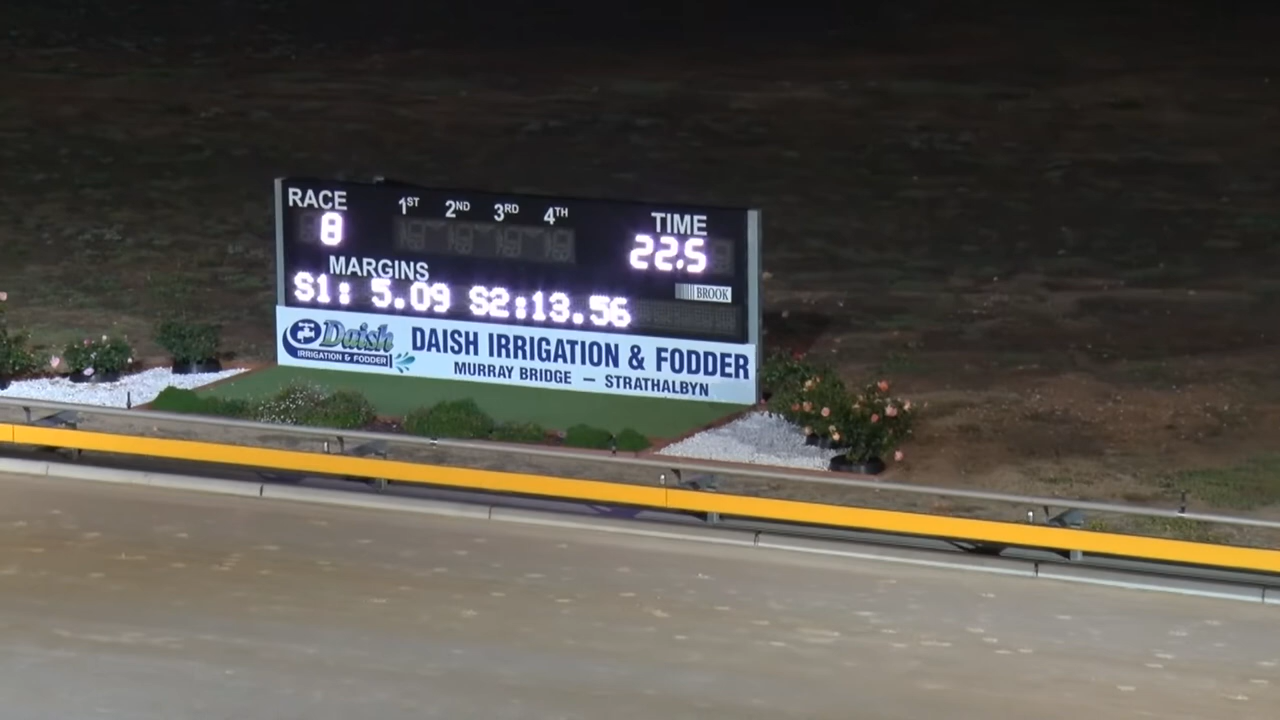 RACE 1ST 2ND 3RD 4TH TIME
8 22.5
MARGINS
S1: 5.09 S2:13.56
BROOK
Daish
IRRIGATION & FODDER
DAISH IRRIGATION & FODDER
MURRAY BRIDGE – STRATHALBYN